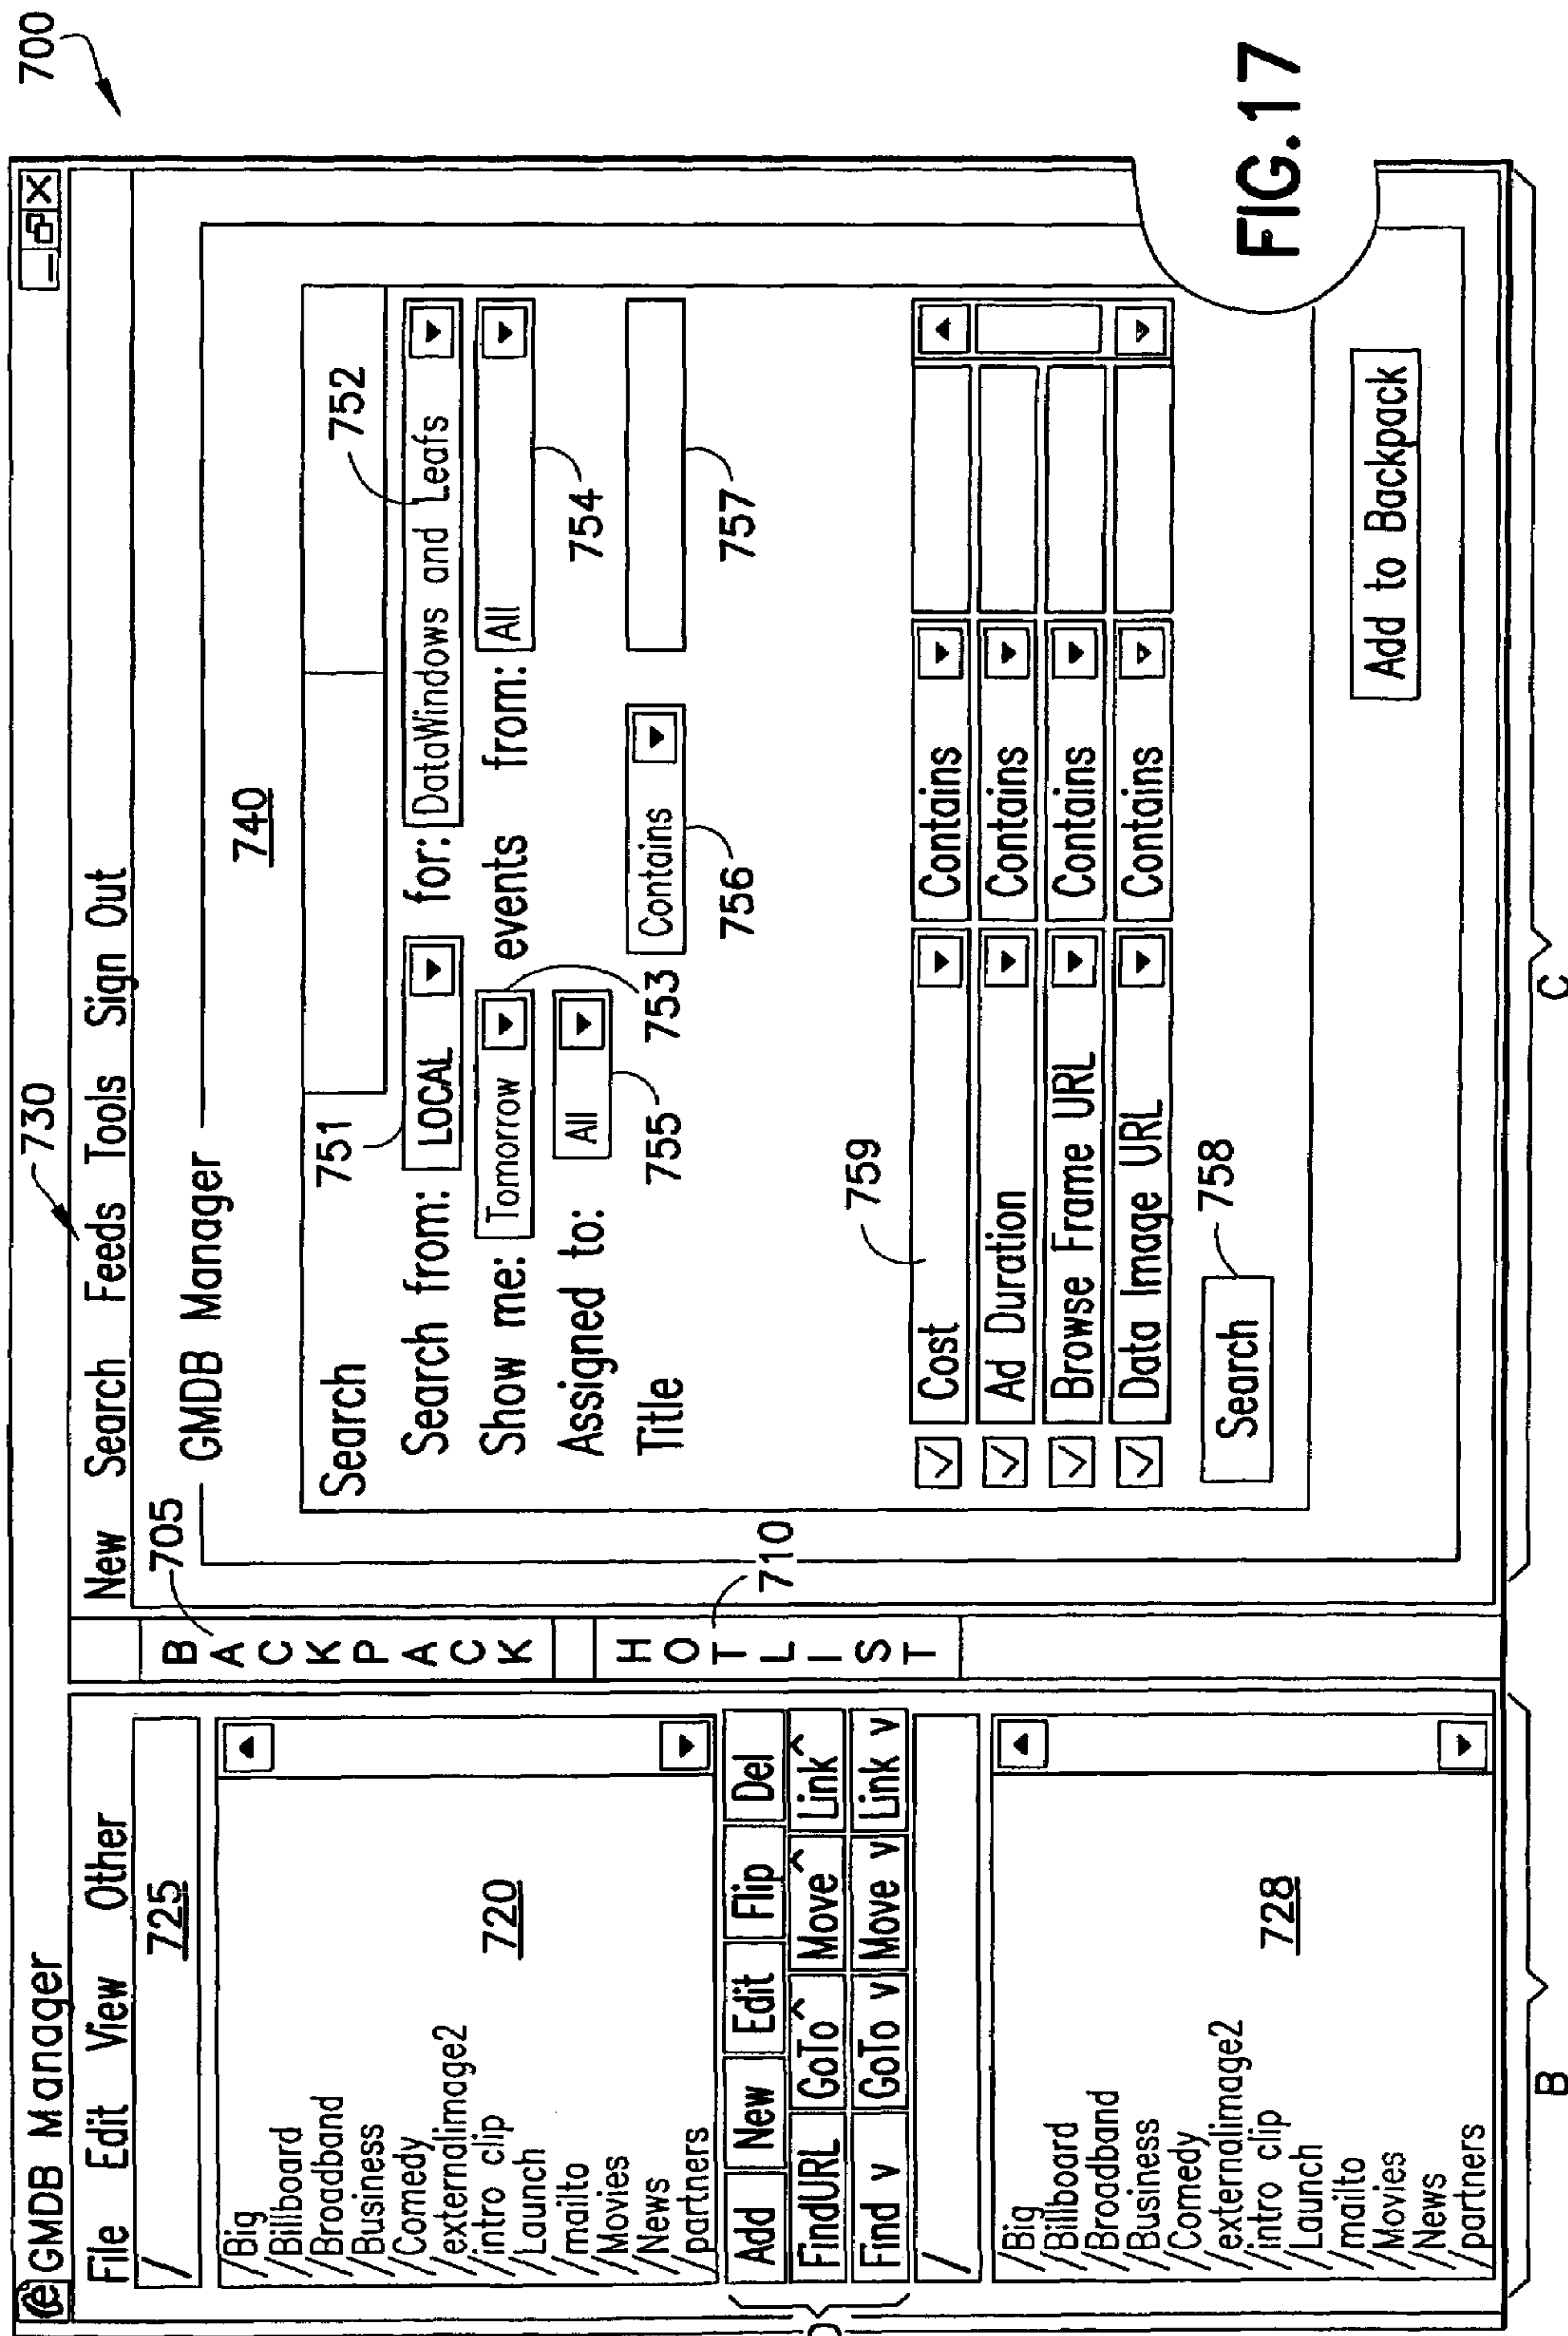 700
GMDB Manager
730
File Edit View Other
New Search Feeds Tools Sign Out
/
725
705
GMDB Manager
740
/Big
/Billboard
/Broadband
/Business
/Comedy
/externalimage2
/intro clip
/Launch
/mailto
/Movies
/News
/partners
720
BACKPACK
HOTLIST
710
Search
751
752
Search from: LOCAL for: DataWindows and Leafs
Show me: Tomorrow events from: All
753
754
Assigned to: All
755
Title Contains
756
757
759
Cost Contains
Ad Duration Contains
Browse Frame URL Contains
Data Image URL Contains
Search
758
Add to Backpack
Add New Edit Flip Del
FindURL GoTo^ Move^ Link^
Find v GoTo v Move v Link v
D
/
/Big
/Billboard
/Broadband
/Business
/Comedy
/externalimage2
/intro clip
/Launch
/mailto
/Movies
/News
/partners
728
B
C
FIG.17